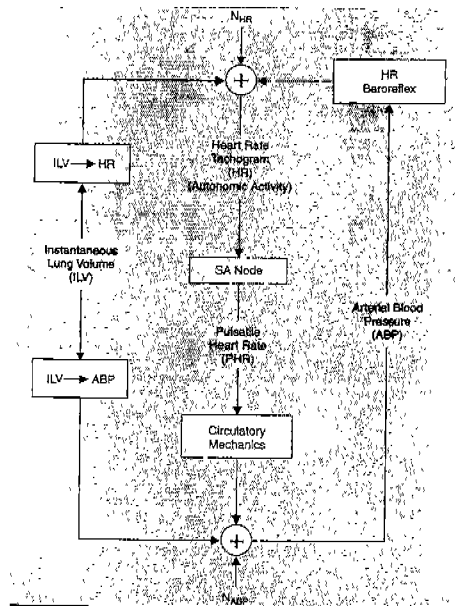 N_HR
+
HR
Baroreflex
Heart Rate
Tachogram
(HR)
(Autonomic Activity)
ILV → HR
Instantaneous
Lung Volume
(ILV)
SA Node
Arterial Blood
Pressure
(ABP)
Pulsatile
Heart Rate
(PHR)
ILV → ABP
Circulatory
Mechanics
+
N_ABP